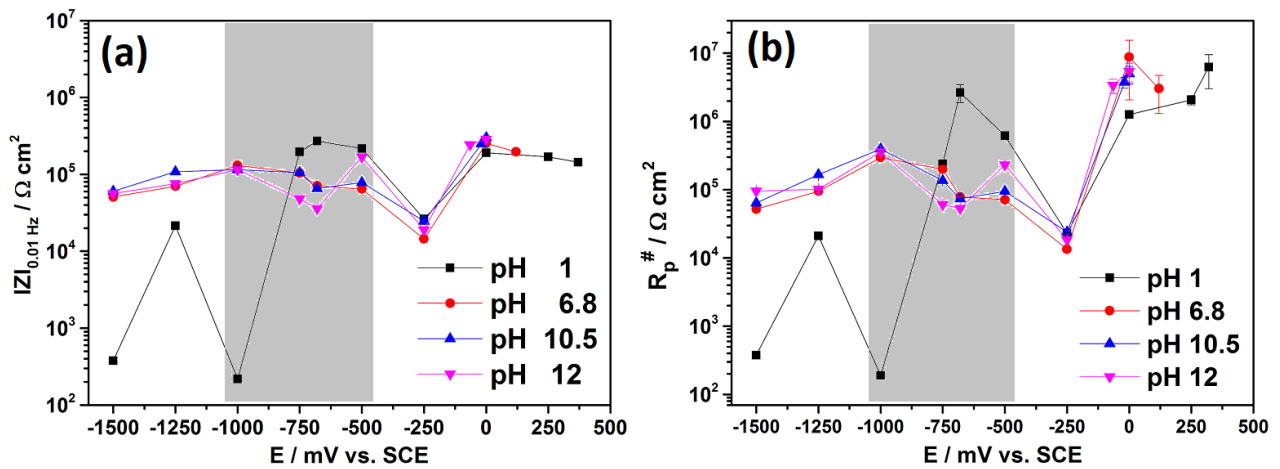 (a)
IZI0.01 Hz / Ω cm2
10^7
10^6
10^5
10^4
10^3
10^2
pH 1
pH 6.8
pH 10.5
pH 12
-1500 -1250 -1000 -750 -500 -250 0 250 500
E / mV vs. SCE
(b)
Rp# / Ω cm2
10^7
10^6
10^5
10^4
10^3
10^2
pH 1
pH 6.8
pH 10.5
pH 12
-1500 -1250 -1000 -750 -500 -250 0 250 500
E / mV vs. SCE